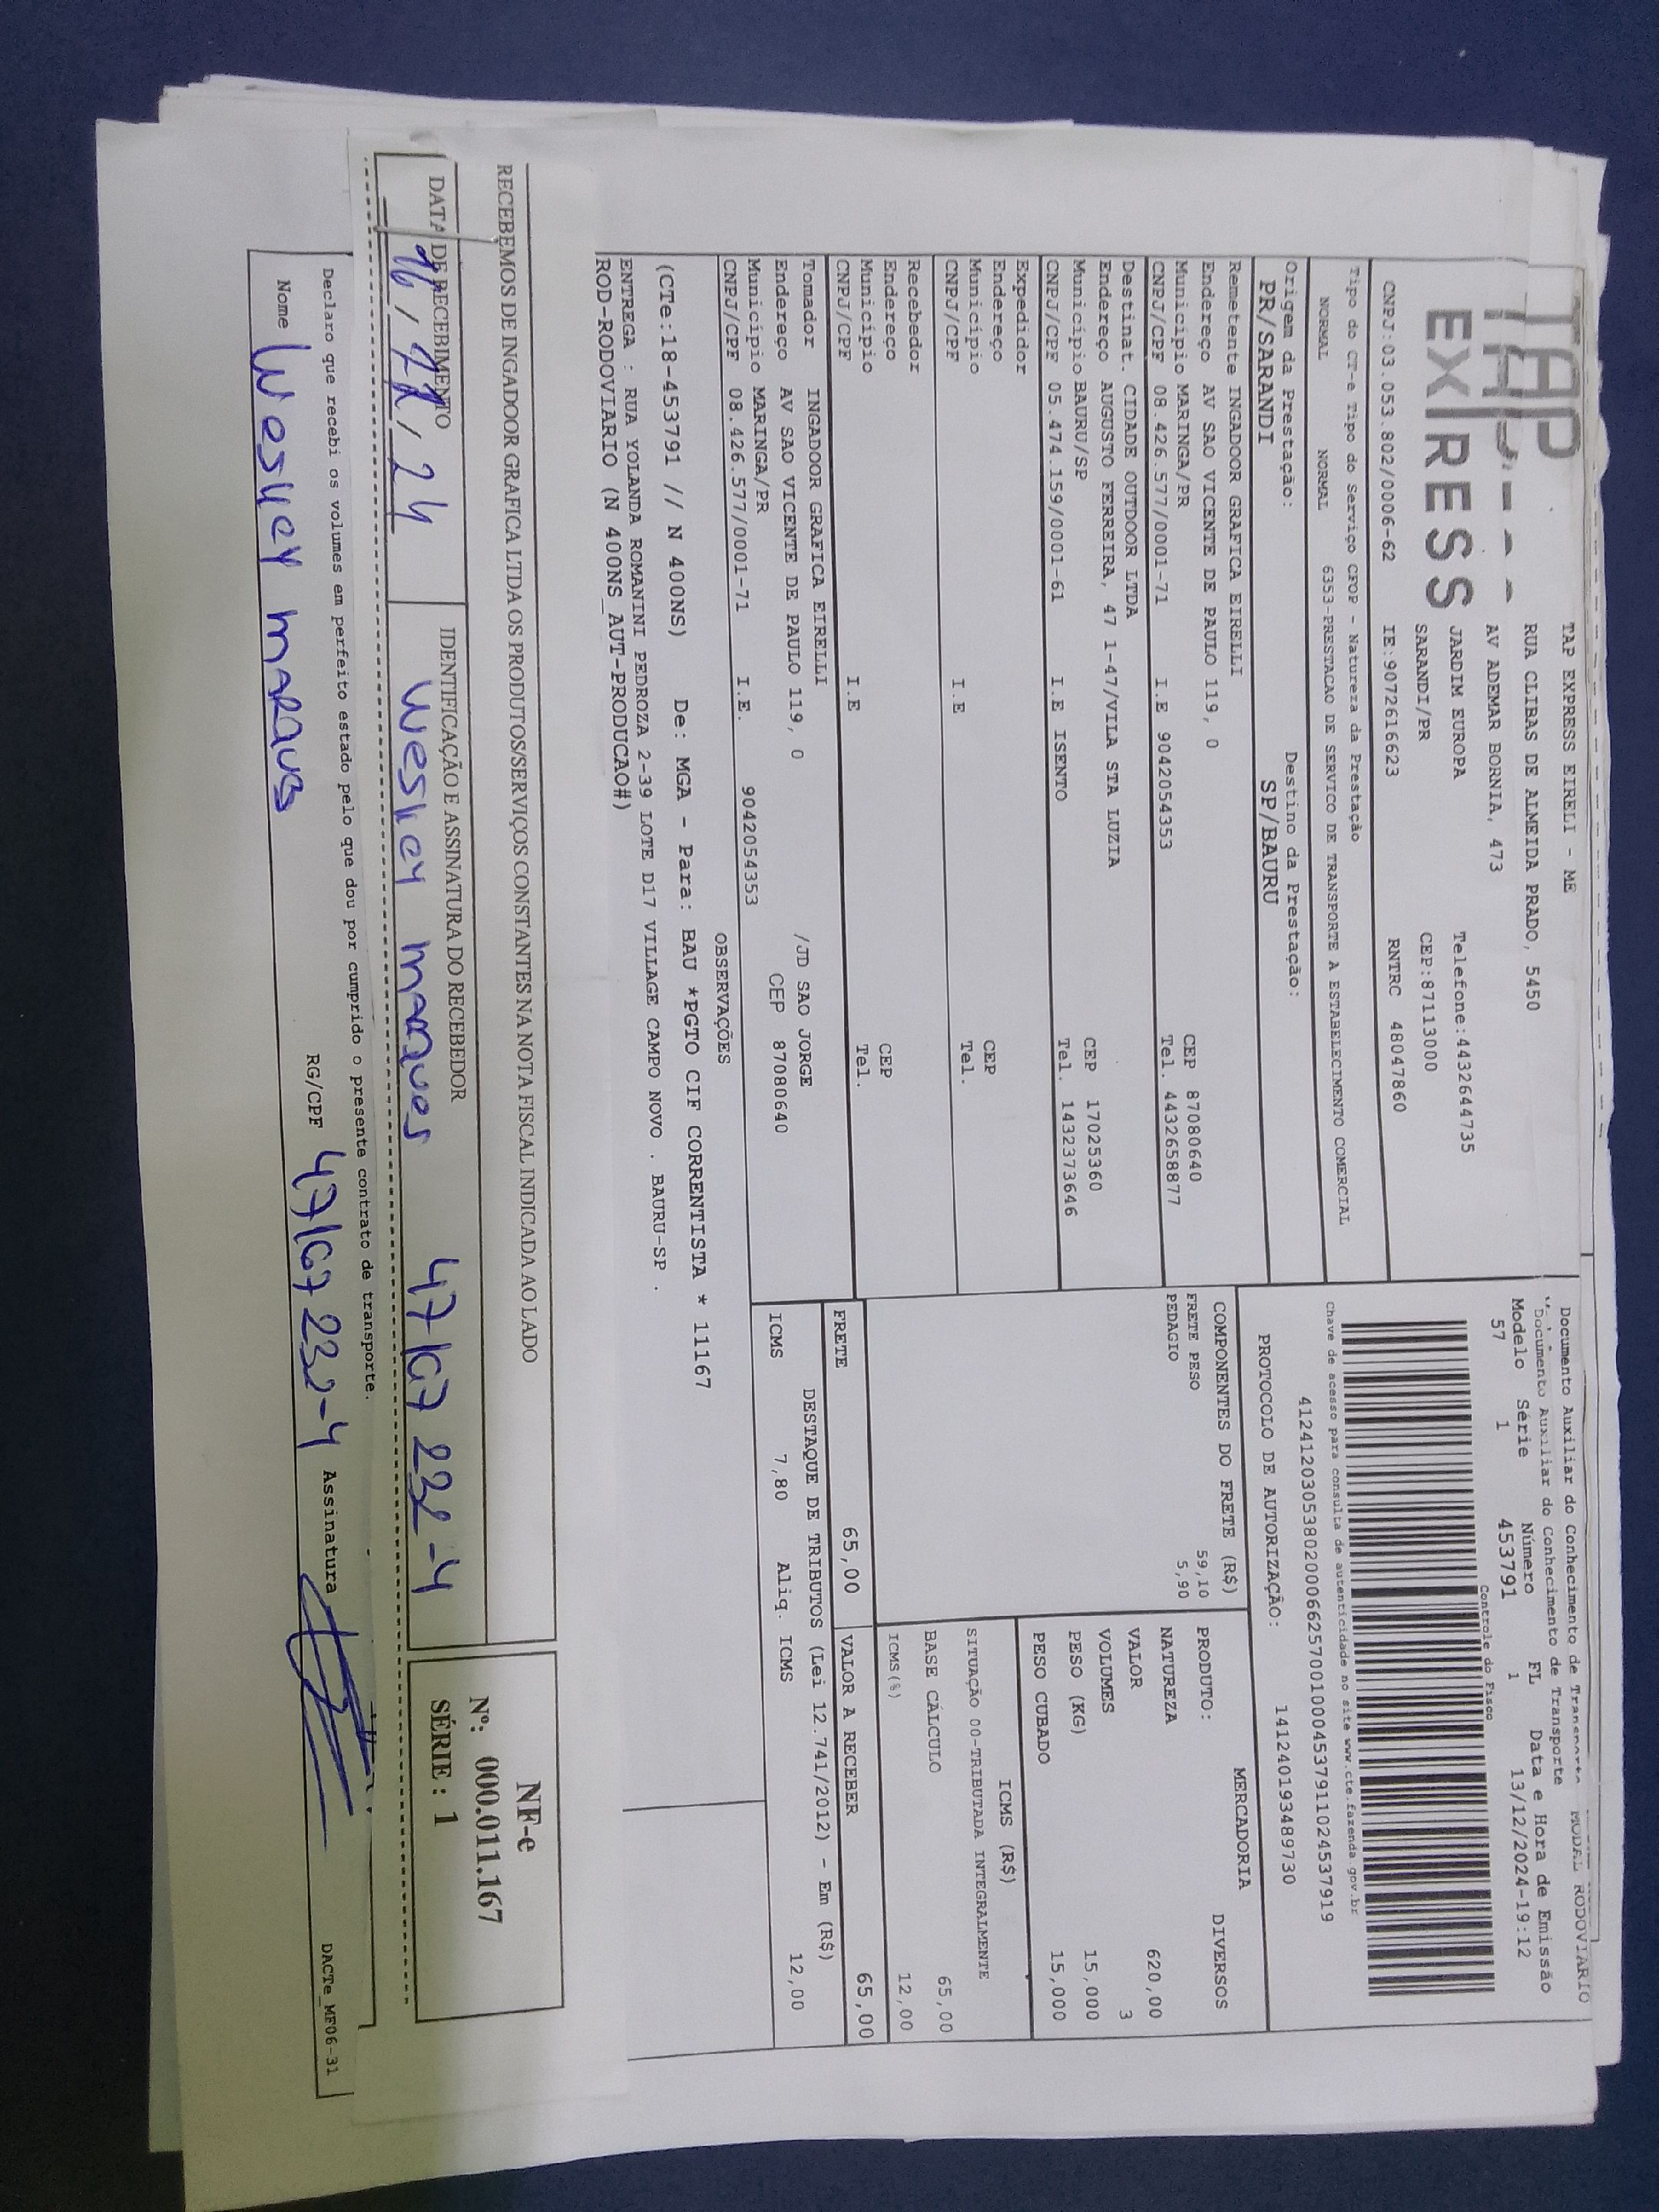 TAP EXPRESS EIRELI - ME
RUA CLIBAS DE ALMEIDA PRADO, 5450
AV ADEMAR BORNIA, 473
JARDIM EUROPA Telefone:4432644735
SARANDI/PR CEP:87113000
CNPJ:03.053.802/0006-62 IE:9072616623 RNTRC 48047860
TAP
EXPRESS
Documento Auxiliar do Conhecimento de Transporte MODAL RODOVIARIO
Documento Auxiliar do Conhecimento de Transporte
Modelo Série Número FL Data e Hora de Emissão
57 1 453791 1 13/12/2024-19:12
Controle do Fisco
Chave de acesso para consulta de autenticidade no site www.cte.fazenda.gov.br
41241203053802000662570010004537911024537919
PROTOCOLO DE AUTORIZAÇÃO: 141240193489730
Tipo do CT-e Tipo do Serviço CFOP - Natureza da Prestação
NORMAL NORMAL 6353-PRESTACAO DE SERVICO DE TRANSPORTE A ESTABELECIMENTO COMERCIAL
Origem da Prestação: Destino da Prestação:
PR/SARANDI SP/BAURU
Remetente INGADOOR GRAFICA EIRELLI
Endereço AV SAO VICENTE DE PAULO 119, 0 CEP 87080640
Município MARINGA/PR Tel. 4432658877
CNPJ/CPF 08.426.577/0001-71 I.E 9042054353
Destinat. CIDADE OUTDOOR LTDA
Endereço AUGUSTO FERREIRA, 47 1-47/VILA STA LUZIA
Município BAURU/SP CEP 17025360
CNPJ/CPF 05.474.159/0001-61 I.E ISENTO Tel. 1432373646
Expedidor
Endereço
Município CEP
CNPJ/CPF I.E Tel.
Recebedor
Endereço
Município CEP
CNPJ/CPF I.E Tel.
Tomador INGADOOR GRAFICA EIRELLI /JD SAO JORGE
Endereço AV SAO VICENTE DE PAULO 119, 0 CEP 87080640
Município MARINGA/PR
CNPJ/CPF 08.426.577/0001-71 I.E. 9042054353
COMPONENTES DO FRETE (R$)
FRETE PESO 59,10
PEDAGIO 5,90
MERCADORIA
PRODUTO: DIVERSOS
NATUREZA
VALOR 620,00
VOLUMES 3
PESO (KG) 15,000
PESO CUBADO 15,000
ICMS (R$)
SITUAÇÃO 00-TRIBUTADA INTEGRALMENTE
BASE CÁLCULO 65,00
ICMS(%) 12,00
FRETE 65,00 VALOR A RECEBER 65,00
DESTAQUE DE TRIBUTOS (Lei 12.741/2012) - Em (R$)
ICMS 7,80 Aliq. ICMS 12,00
OBSERVAÇÕES
(CTe:18-453791 // N 400NS) De: MGA - Para: BAU *PGTO CIF CORRENTISTA * 11167
ENTREGA : RUA YOLANDA ROMANINI PEDROZA 2-39 LOTE D17 VILLAGE CAMPO NOVO . BAURU-SP .
ROD-RODOVIARIO (N 400NS_AUT-PRODUCAO#)
RECEBEMOS DE INGADOOR GRAFICA LTDA OS PRODUTOS/SERVIÇOS CONSTANTES NA NOTA FISCAL INDICADA AO LADO
DATA DE RECEBIMENTO IDENTIFICAÇÃO E ASSINATURA DO RECEBEDOR
Wesley marques 47167232-4
NF-e
Nº: 000.011.167
SÉRIE : 1
Declaro que recebi os volumes em perfeito estado pelo que dou por cumprido o presente contrato de transporte.
Nome Wesley marques RG/CPF 47167232-4 Assinatura
DACTe_MF06-31